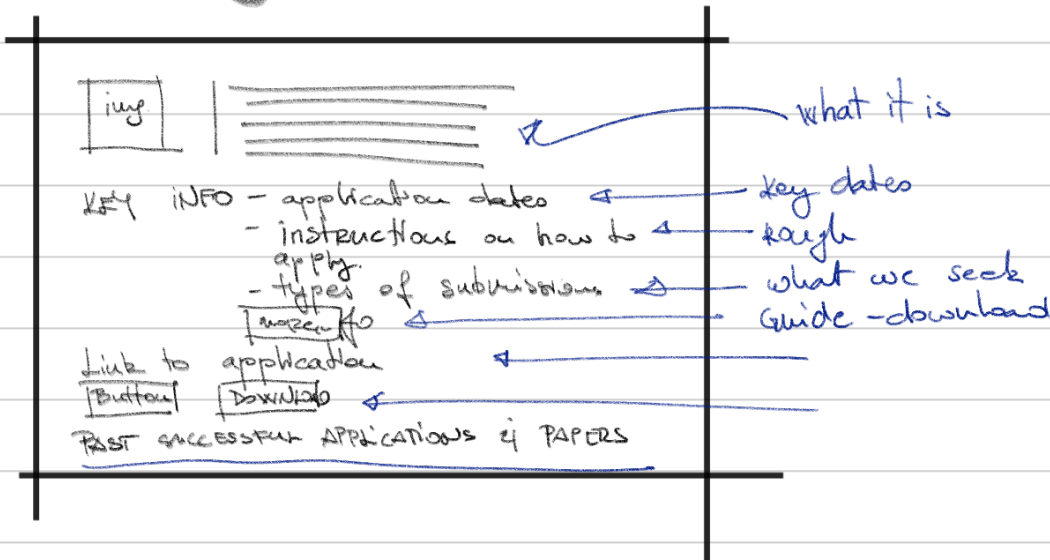 img
what it is
KEY INFO - application dates
key dates
- instructions on how to
rough
apply.
- types of submissions
what we seek
more info
Guide - download
Link to application
Button
DOWNLOAD
PAST SUCCESSFUL APPLICATIONS & PAPERS